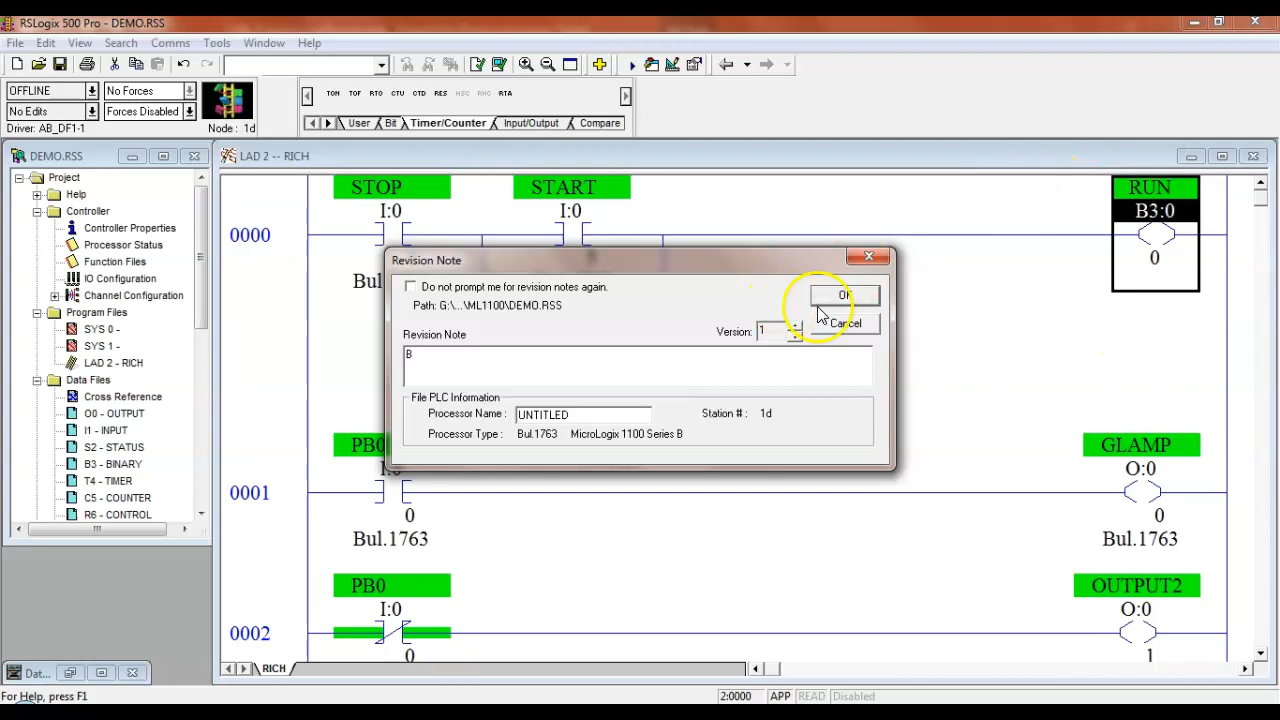 RSLogix 500 Pro - DEMO.RSS
File Edit View Search Comms Tools Window Help
OFFLINE No Forces
No Edits Forces Disabled
Driver: AB_DF1-1 Node : 1d
TON TOF RTO CTU CTD RES HSC RHC RTA
User Bit Timer/Counter Input/Output Compare
DEMO.RSS
Project
Help
Controller
Controller Properties
Processor Status
Function Files
IO Configuration
Channel Configuration
Program Files
SYS 0 -
SYS 1 -
LAD 2 - RICH
Data Files
Cross Reference
O0 - OUTPUT
I1 - INPUT
S2 - STATUS
B3 - BINARY
T4 - TIMER
C5 - COUNTER
R6 - CONTROL
Dat...
LAD 2 -- RICH
STOP START RUN
I:0 I:0 B3:0
0000
0
Bul
Revision Note
Do not prompt me for revision notes again.
OK
Path: G:\...\ML1100\DEMO.RSS
Cancel
Revision Note Version: 1
B
File PLC Information
Processor Name : UNTITLED Station # : 1d
Processor Type : Bul.1763 MicroLogix 1100 Series B
PB0 GLAMP
I:0 O:0
0001
0 0
Bul.1763 Bul.1763
PB0 OUTPUT2
I:0 O:0
0002
0 1
RICH
For Help, press F1 2:0000 APP READ Disabled